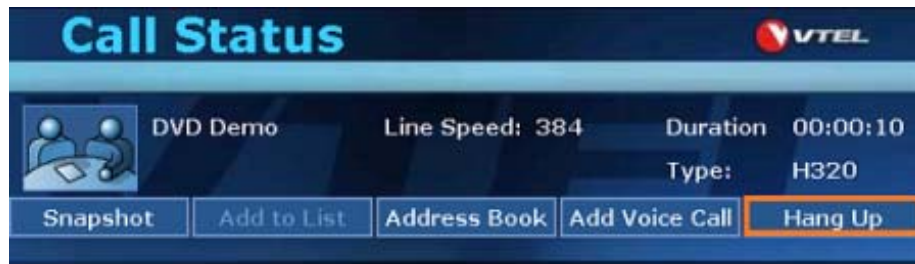 Call Status
VTEL
DVD Demo Line Speed: 384 Duration 00:00:10
Type: H320
Snapshot Add to List Address Book Add Voice Call Hang Up